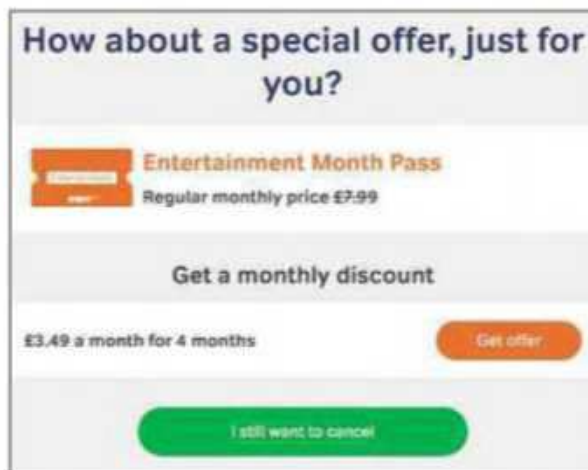 How about a special offer, just for
you?
Entertainment Month Pass
Regular monthly price £7.99
Get a monthly discount
£3.49 a month for 4 months
Get offer
I still want to cancel